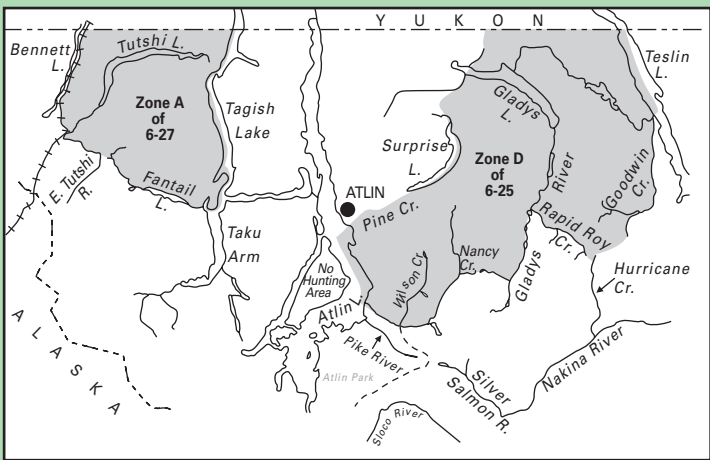 Y U K O N
Bennett
L.
Tutshi L.
Zone A
of
6-27
Tagish
Lake
E. Tutshi
R.
Fantail
L.
Taku
Arm
ATLIN
Surprise
L.
Pine Cr.
No
Hunting
Area
Atlin L.
Pike River
Atlin Park
Sloco River
Wilson Cr.
Nancy
Cr.
Zone D
of
6-25
Gladys
L.
Teslin
L.
River
Gladys
Goodwin
Cr.
Rapid Roy
Cr.
Hurricane
Cr.
Nakina River
Silver
Salmon R.
A L A S K A